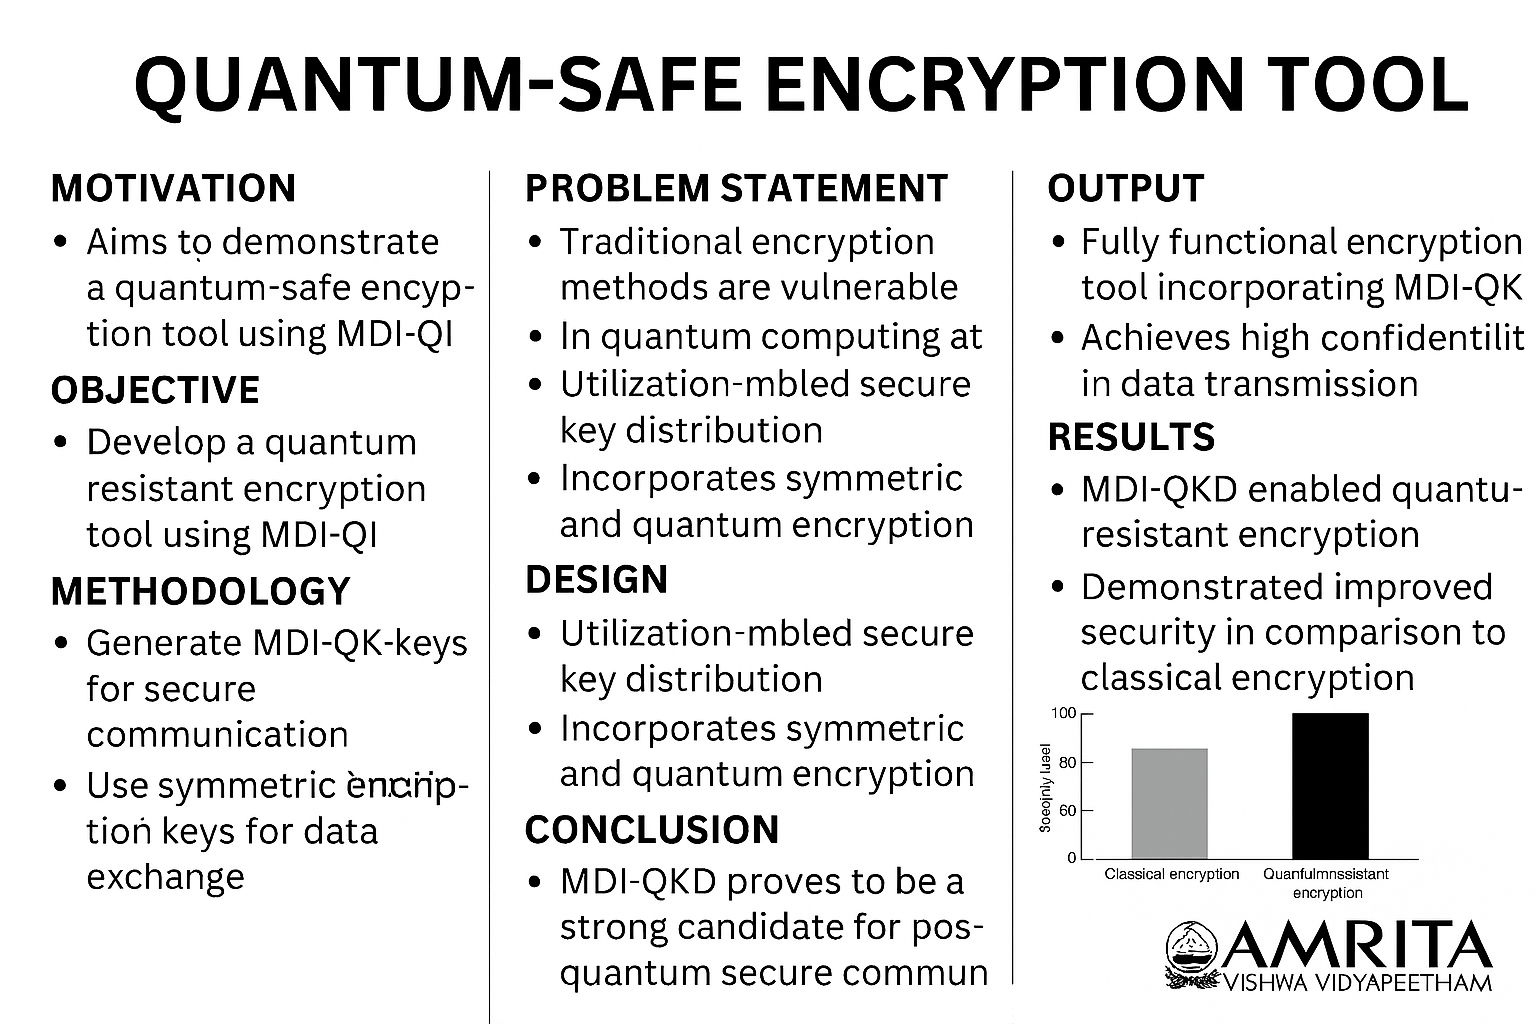 QUANTUM-SAFE ENCRYPTION TOOL
MOTIVATION
• Aims to demonstrate
a quantum-safe encyp-
tion tool using MDI-QI
OBJECTIVE
• Develop a quantum
resistant encryption
tool using MDI-QI
METHODOLOGY
• Generate MDI-QK-keys
for secure
communication
• Use symmetric
tion keys for data
exchange
PROBLEM STATEMENT
• Traditional encryption
methods are vulnerable
• In quantum computing at
• Utilization-mbled secure
key distribution
• Incorporates symmetric
and quantum encryption
DESIGN
• Utilization-mbled secure
key distribution
• Incorporates symmetric
and quantum encryption
CONCLUSION
• MDI-QKD proves to be a
strong candidate for pos-
quantum secure commun
OUTPUT
• Fully functional encryption
tool incorporating MDI-QK
• Achieves high confidentilit
in data transmission
RESULTS
• MDI-QKD enabled quantu-
resistant encryption
• Demonstrated improved
security in comparison to
classical encryption
100
80
60
0
Classical encryption
Quanfulmnssistant
encryption
AMRITA
VISHWA VIDYAPEETHAM